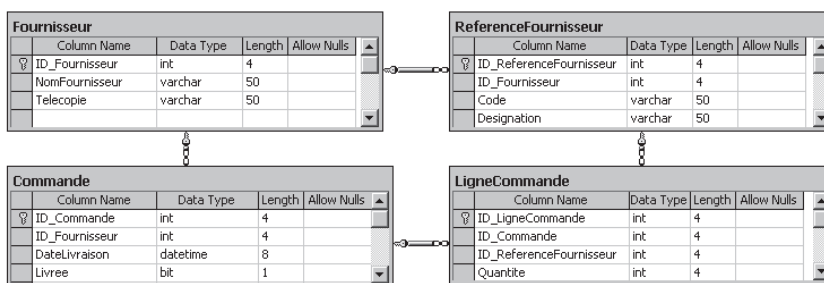 Fournisseur
Column Name Data Type Length Allow Nulls
ID_Fournisseur int 4
NomFournisseur varchar 50
Telecopie varchar 50
ReferenceFournisseur
Column Name Data Type Length Allow Nulls
ID_ReferenceFournisseur int 4
ID_Fournisseur int 4
Code varchar 50
Designation varchar 50
Commande
Column Name Data Type Length Allow Nulls
ID_Commande int 4
ID_Fournisseur int 4
DateLivraison datetime 8
Livree bit 1
LigneCommande
Column Name Data Type Length Allow Nulls
ID_LigneCommande int 4
ID_Commande int 4
ID_ReferenceFournisseur int 4
Quantite int 4